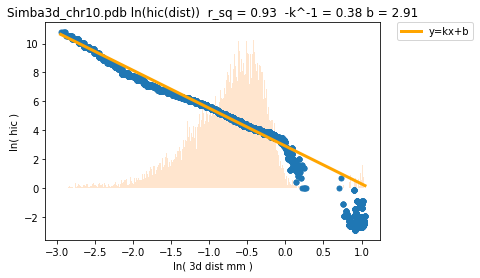 Simba3d_chr10.pdb ln(hic(dist))  r_sq = 0.93  -k^-1 = 0.38 b = 2.91
y=kx+b
ln( hic )
10
8
6
4
2
0
−2
−3.0 −2.5 −2.0 −1.5 −1.0 −0.5 0.0 0.5 1.0
ln( 3d dist mm )